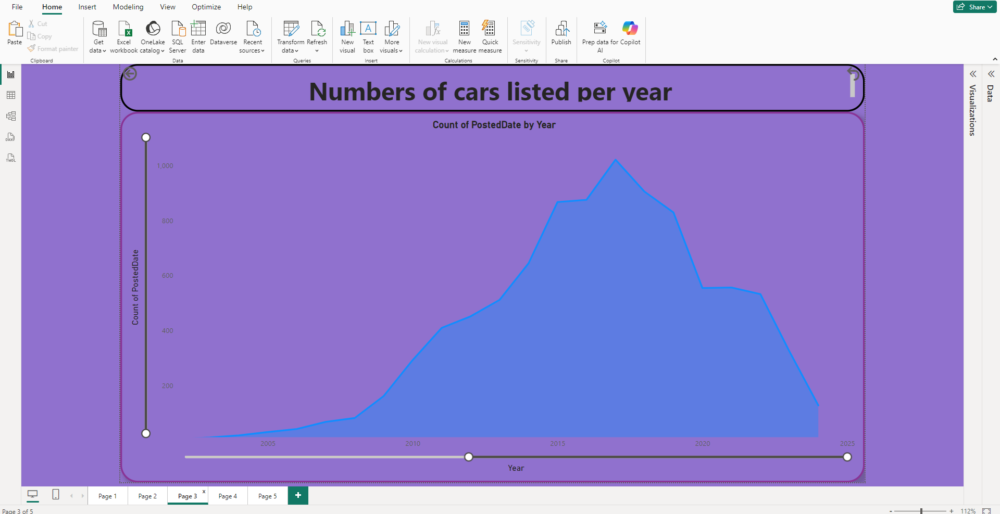 File Home Insert Modeling View Optimize Help
Share
Paste
Cut
Copy
Format painter
Clipboard
Get data
Excel workbook
OneLake catalog
SQL Server
Enter data
Dataverse
Recent sources
Data
Transform data
Refresh
Queries
New visual
Text box
More visuals
Insert
New visual calculation
New measure
Quick measure
Calculations
Sensitivity
Sensitivity
Publish
Share
Prep data for AI
Copilot
Copilot
DAX
TMDL
Numbers of cars listed per year
Count of PostedDate by Year
Count of PostedDate
1,000
800
600
400
200
2005 2010 2015 2020 2025
Year
Visualizations
Data
Page 1 Page 2 Page 3 x Page 4 Page 5 +
Page 3 of 5
- + 112%